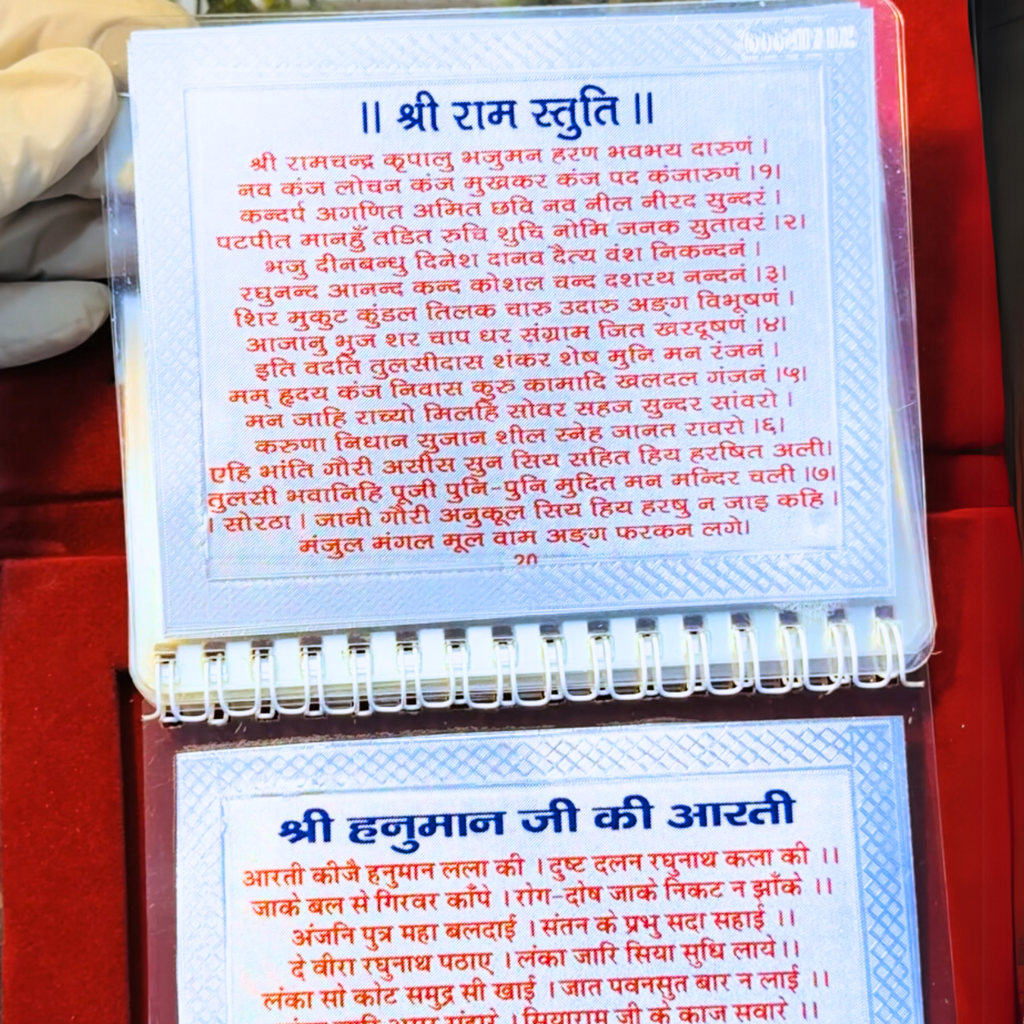 ॥ श्री राम स्तुति ॥
श्री रामचन्द्र कृपालु भजुमन हरण भवभय दारुणं ।
नव कंज लोचन कंज मुखकर कंज पद कंजारुणं ।१।
कन्दर्प अगणित अमित छवि नव नील नीरद सुन्दरं ।
पटपीत मानहुँ तडित रुचि शुचि नोमि जनक सुतावरं ।२।
भजु दीनबन्धु दिनेश दानव दैत्य वंश निकन्दनं ।
रघुनन्द आनन्द कन्द कोशल चन्द दशरथ नन्दनं ।३।
शिर मुकुट कुंडल तिलक चारु उदारु अङ्ग विभूषणं ।
आजानु भुज शर चाप धर संग्राम जित खरदूषणं ।४।
इति वदति तुलसीदास शंकर शेष मुनि मन रंजनं ।
मम् हृदय कंज निवास कुरु कामादि खलदल गंजनं ।५।
मन जाहि राच्यो मिलहि सोवर सहज सुन्दर सांवरो ।
करुणा निधान सुजान शील स्नेह जानत रावरो ।६।
एहि भांति गौरी असीस सुन सिय सहित हिय हरषित अली।
तुलसी भवानिहि पूजी पुनि-पुनि मुदित मन मन्दिर चली ।७।
। सोरठा । जानी गौरी अनुकूल सिय हिय हरषु न जाइ कहि ।
मंजुल मंगल मूल वाम अङ्ग फरकन लगे।
श्री हनुमान जी की आरती
आरती कीजै हनुमान लला की । दुष्ट दलन रघुनाथ कला की ।।
जाके बल से गिरवर काँपे । रोग-दोष जाके निकट न झाँके ।।
अंजनि पुत्र महा बलदाई । संतन के प्रभु सदा सहाई ।।
दे वीरा रघुनाथ पठाए । लंका जारि सिया सुधि लाये।।
लंका सो कोट समुद्र सी खाई । जात पवनसुत बार न लाई ।।
सियाराम जी के काज सवारे ।।